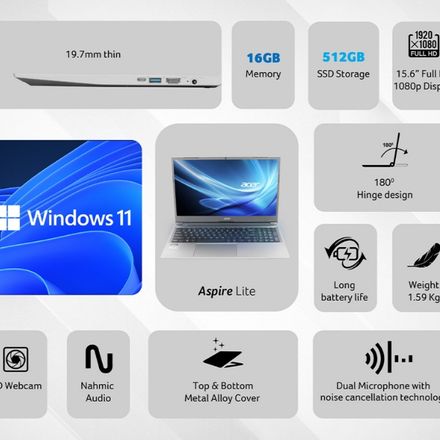 19.7mm thin
16GB
Memory
512GB
SSD Storage
1920
×1080
FULL HD
15.6" Full
1080p Disp
Windows 11
acer
Aspire Lite
180°
180°
Hinge design
Long
battery life
Weight
1.59 Kg
D Webcam
Nahmic
Audio
Top & Bottom
Metal Alloy Cover
Dual Microphone with
noise cancellation technolog